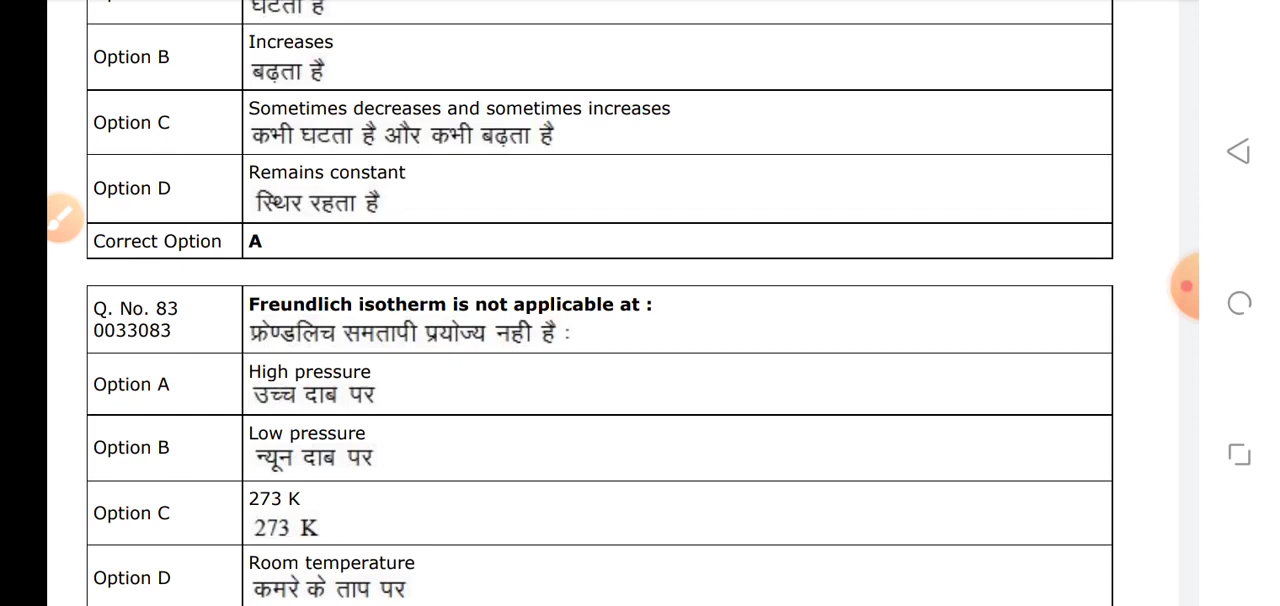 घटता है
Option B
Increases
बढ़ता है
Option C
Sometimes decreases and sometimes increases
कभी घटता है और कभी बढ़ता है
Option D
Remains constant
स्थिर रहता है
Correct Option
A
Q. No. 83
0033083
Freundlich isotherm is not applicable at :
फ्रेण्डलिच समतापी प्रयोज्य नही है :
Option A
High pressure
उच्च दाब पर
Option B
Low pressure
न्यून दाब पर
Option C
273 K
273 K
Option D
Room temperature
कमरे के ताप पर